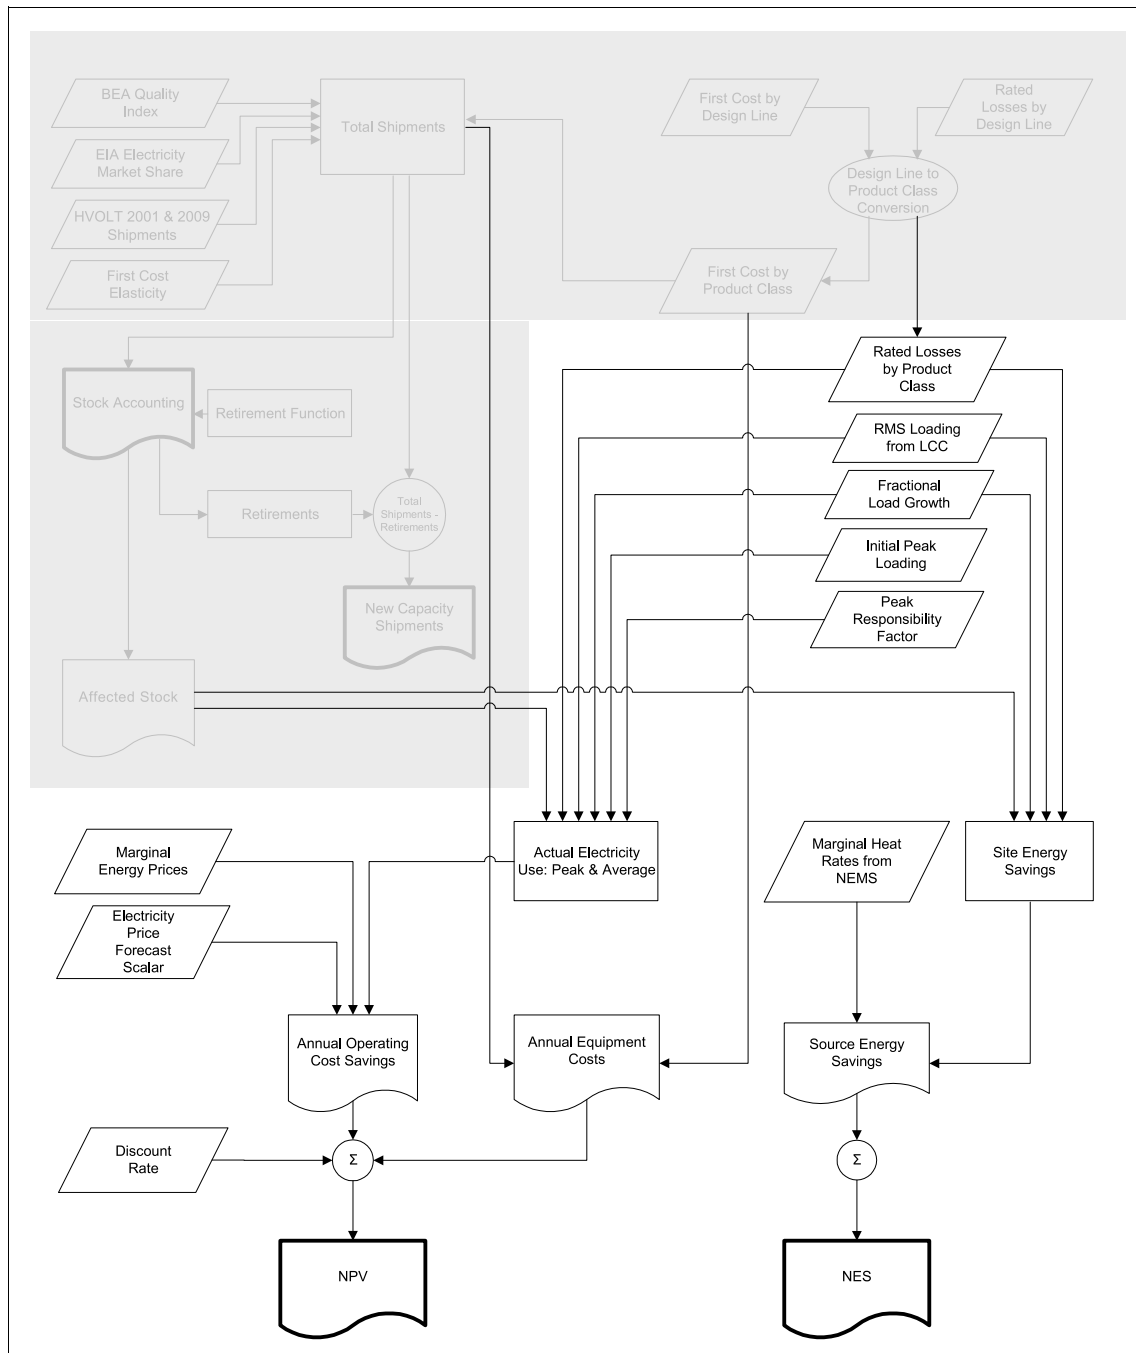 BEA Quality
Index
EIA Electricity
Market Share
HVOLT 2001 & 2009
Shipments
First Cost
Elasticity
Total Shipments
First Cost by
Design Line
Rated
Losses by
Design Line
Design Line to
Product Class
Conversion
First Cost by
Product Class
Rated Losses
by Product
Class
Stock Accounting
Retirement Function
RMS Loading
from LCC
Retirements
Total
Shipments -
Retirements
Fractional
Load Growth
Initial Peak
Loading
New Capacity
Shipments
Peak
Responsibility
Factor
Affected Stock
Marginal
Energy Prices
Actual Electricity
Use: Peak & Average
Marginal Heat
Rates from
NEMS
Site Energy
Savings
Electricity
Price
Forecast
Scalar
Annual Operating
Cost Savings
Annual Equipment
Costs
Source Energy
Savings
Discount
Rate
Σ
Σ
NPV
NES